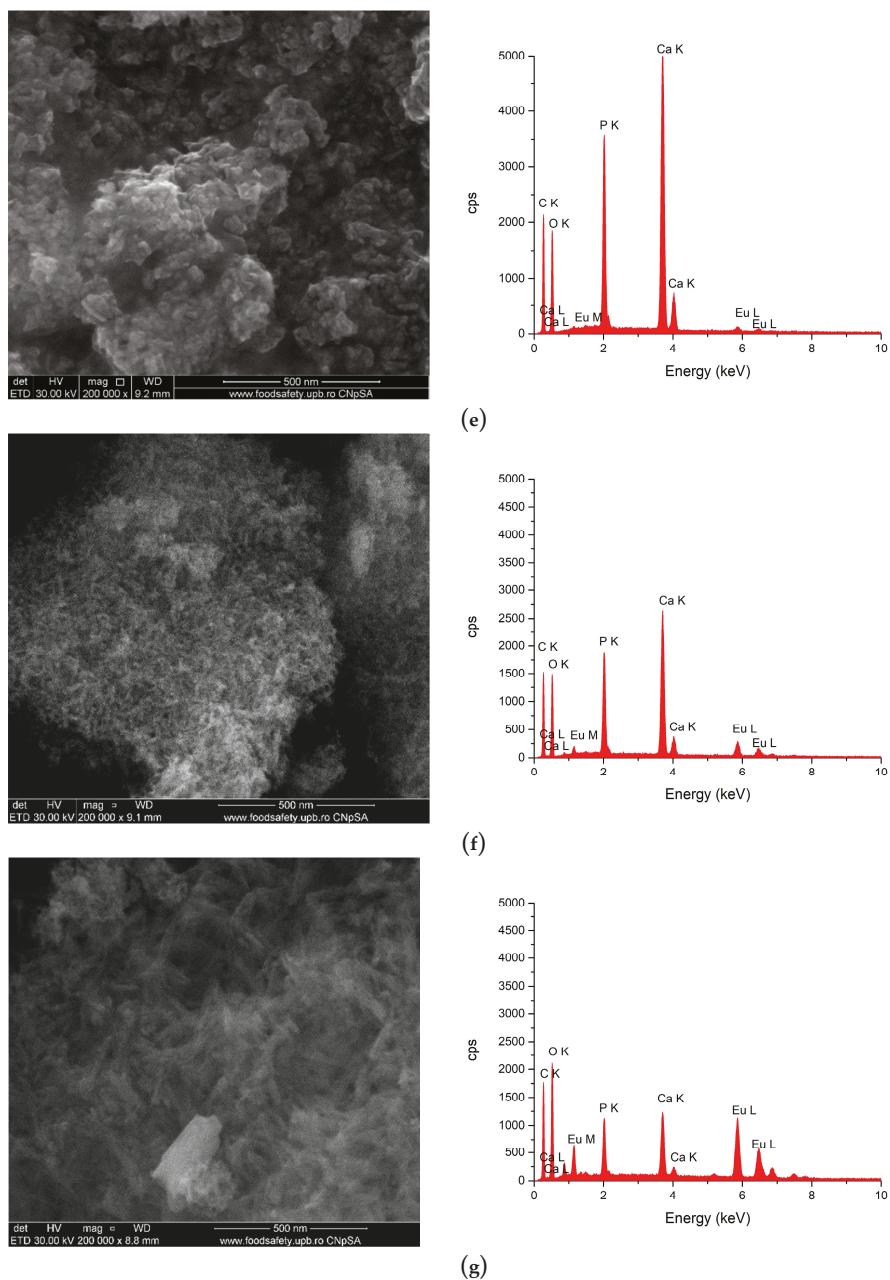 5000
4000
3000
2000
1000
0
cps
C K
O K
Ca L
Ca L
Eu M
P K
Ca K
Ca K
Eu L
Eu L
0 2 4 6 8 10
Energy (keV)
det HV mag WD 500 nm
ETD 30.00 kV 200 000 x 9.2 mm www.foodsafety.upb.ro CNpSA
(e)
5000
4500
4000
3500
3000
2500
2000
1500
1000
500
0
cps
C K
O K
Ca L
Ca L
Eu M
P K
Ca K
Ca K
Eu L
Eu L
0 2 4 6 8 10
Energy (keV)
det HV mag WD 500 nm
ETD 30.00 kV 200 000 x 9.1 mm www.foodsafety.upb.ro CNpSA
(f)
5000
4500
4000
3500
3000
2500
2000
1500
1000
500
0
cps
O K
C K
Ca L
Ca L
Eu M
P K
Ca K
Ca K
Eu L
Eu L
0 2 4 6 8 10
Energy (keV)
det HV mag WD 500 nm
ETD 30.00 kV 200 000 x 8.8 mm www.foodsafety.upb.ro CNpSA
(g)